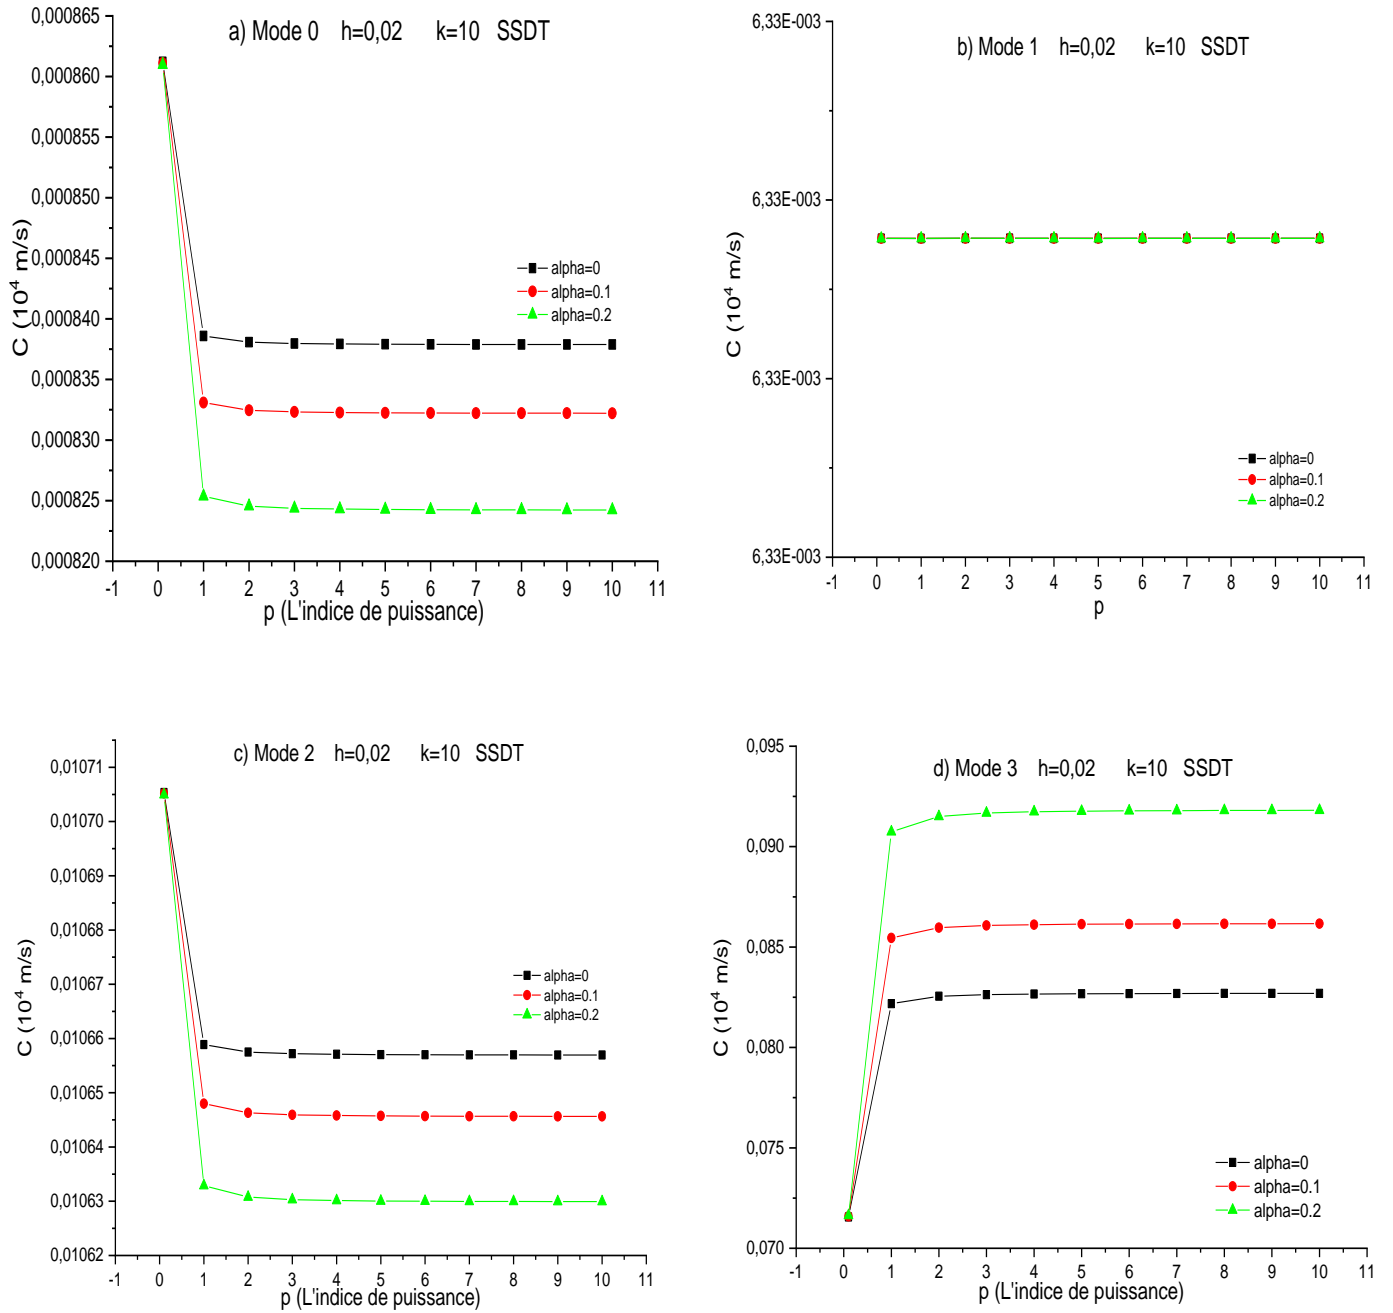 a) Mode 0 h=0,02 k=10 SSDT
0,000865
0,000860
0,000855
0,000850
0,000845
0,000840
0,000835
0,000830
0,000825
0,000820
C (10⁴ m/s)
alpha=0
alpha=0.1
alpha=0.2
-1 0 1 2 3 4 5 6 7 8 9 10 11
p (L'indice de puissance)
b) Mode 1 h=0,02 k=10 SSDT
6,33E-003
6,33E-003
6,33E-003
6,33E-003
C (10⁴ m/s)
alpha=0
alpha=0.1
alpha=0.2
-1 0 1 2 3 4 5 6 7 8 9 10 11
p
c) Mode 2 h=0,02 k=10 SSDT
0,01071
0,01070
0,01069
0,01068
0,01067
0,01066
0,01065
0,01064
0,01063
0,01062
C (10⁴ m/s)
alpha=0
alpha=0.1
alpha=0.2
-1 0 1 2 3 4 5 6 7 8 9 10 11
p (L'indice de puissance)
d) Mode 3 h=0,02 k=10 SSDT
0,095
0,090
0,085
0,080
0,075
0,070
C (10⁴ m/s)
alpha=0
alpha=0.1
alpha=0.2
-1 0 1 2 3 4 5 6 7 8 9 10 11
p (L'indice de puissance)